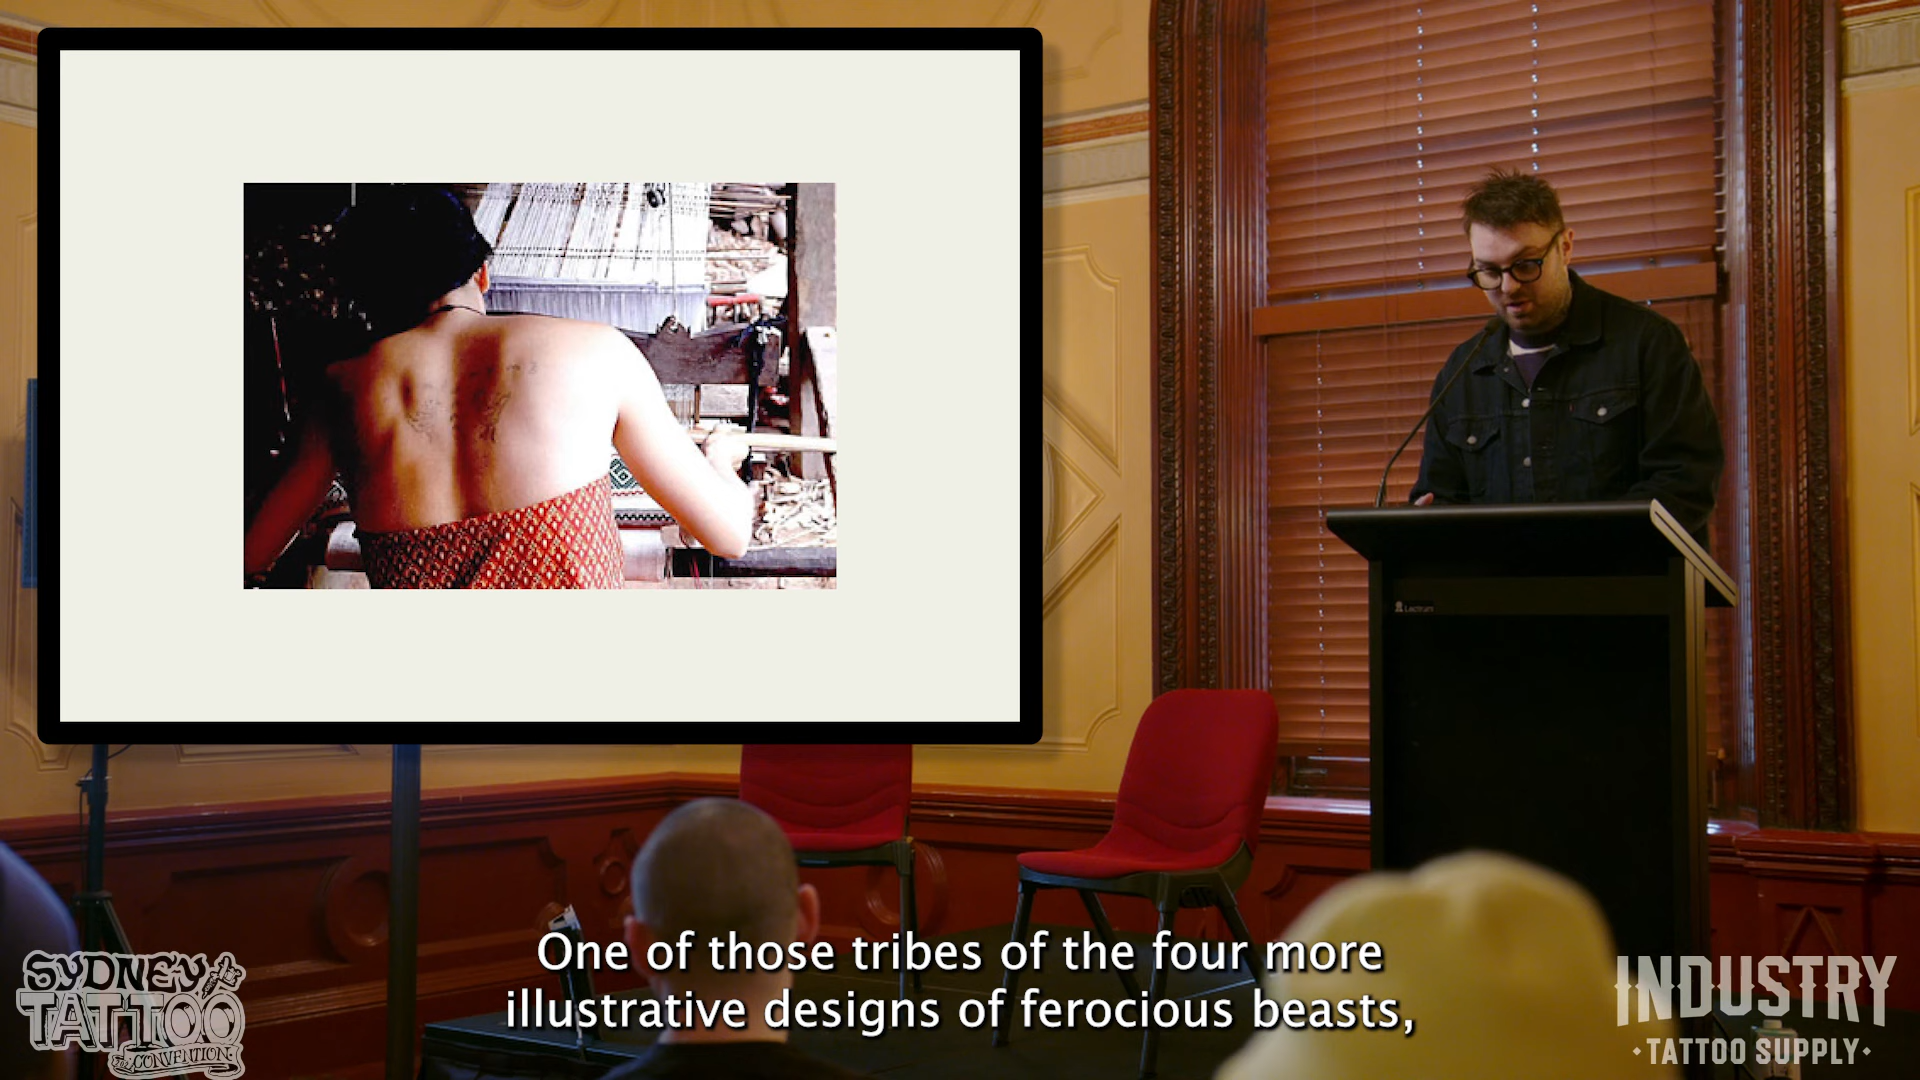 One of those tribes of the four more
illustrative designs of ferocious beasts,
SYDNEY
TATTOO
CONVENTION
INDUSTRY
•TATTOO SUPPLY•
Lectrum